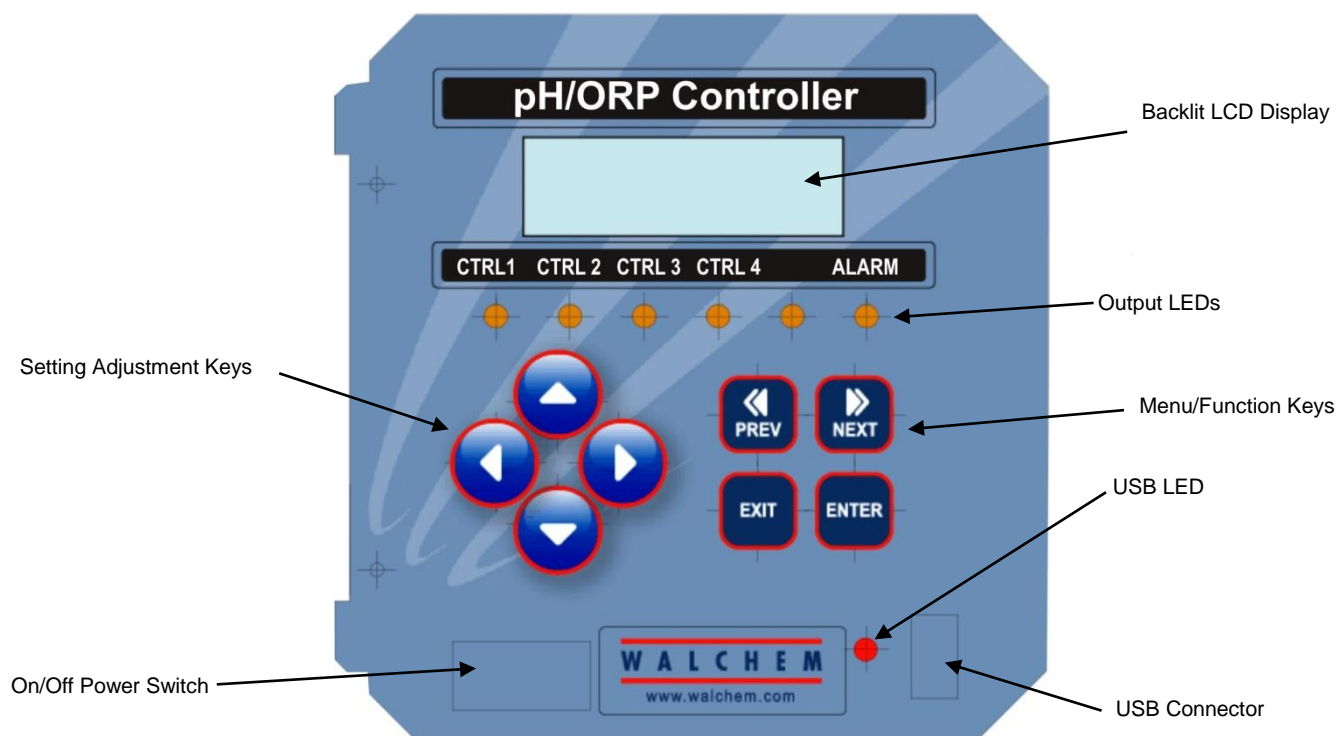 pH/ORP Controller
Backlit LCD Display
CTRL1 CTRL 2 CTRL 3 CTRL 4 ALARM
Output LEDs
Setting Adjustment Keys
PREV NEXT
Menu/Function Keys
USB LED
EXIT ENTER
WALCHEM
www.walchem.com
On/Off Power Switch
USB Connector